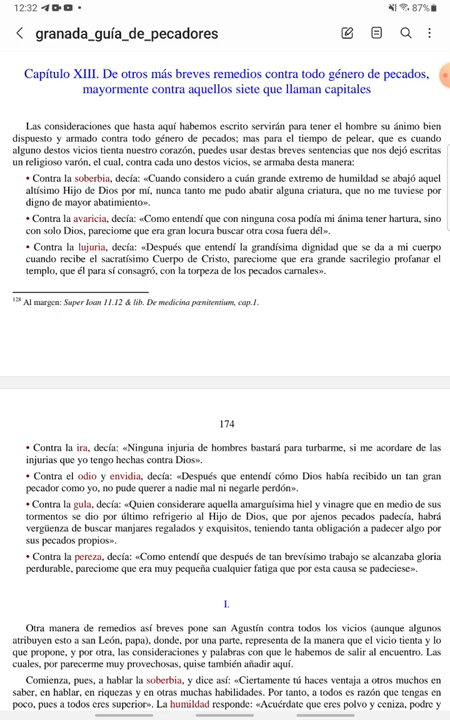 12:32
87%
granada_guía_de_pecadores
Capítulo XIII. De otros más breves remedios contra todo género de pecados,
mayormente contra aquellos siete que llaman capitales
Las consideraciones que hasta aquí habemos escrito servirán para tener el hombre su ánimo bien
dispuesto y armado contra todo género de pecados; mas para el tiempo de pelear, que es cuando
alguno destos vicios tienta nuestro corazón, puedes usar destas breves sentencias que nos dejó escritas
un religioso varón, el cual, contra cada uno destos vicios, se armaba desta manera:
• Contra la soberbia, decía: «Cuando considero a cuán grande extremo de humildad se abajó aquel
altísimo Hijo de Dios por mí, nunca tanto me pudo abatir alguna criatura, que no me tuviese por
digno de mayor abatimiento».
• Contra la avaricia, decía: «Como entendí que con ninguna cosa podía mi ánima tener hartura, sino
con solo Dios, pareciome que era gran locura buscar otra cosa fuera dél».
• Contra la lujuria, decía: «Después que entendí la grandísima dignidad que se da a mi cuerpo
cuando recibe el sacratísimo Cuerpo de Cristo, pareciome que era grande sacrilegio profanar el
templo, que él para sí consagró, con la torpeza de los pecados carnales».
128 Al margen: Super Ioan 11.12 & lib. De medicina pœnitentium, cap.1.
174
• Contra la ira, decía: «Ninguna injuria de hombres bastará para turbarme, si me acordare de las
injurias que yo tengo hechas contra Dios».
• Contra el odio y envidia, decía: «Después que entendí cómo Dios había recibido un tan gran
pecador como yo, no pude querer a nadie mal ni negarle perdón».
• Contra la gula, decía: «Quien considerare aquella amarguísima hiel y vinagre que en medio de sus
tormentos se dio por último refrigerio al Hijo de Dios, que por ajenos pecados padecía, habrá
vergüenza de buscar manjares regalados y exquisitos, teniendo tanta obligación a padecer algo por
sus pecados propios».
• Contra la pereza, decía: «Como entendí que después de tan brevísimo trabajo se alcanzaba gloria
perdurable, pareciome que era muy pequeña cualquier fatiga que por esta causa se padeciese».
I.
Otra manera de remedios así breves pone san Agustín contra todos los vicios (aunque algunos
atribuyen esto a san León, papa), donde, por una parte, representa de la manera que el vicio tienta y lo
que propone, y por otra, las consideraciones y palabras con que le habemos de salir al encuentro. Las
cuales, por parecerme muy provechosas, quise también añadir aquí.
Comienza, pues, a hablar la soberbia, y dice así: «Ciertamente tú haces ventaja a otros muchos en
saber, en hablar, en riquezas y en otras muchas habilidades. Por tanto, a todos es razón que tengas en
poco, pues a todos eres superior». La humildad responde: «Acuérdate que eres polvo y ceniza, podre y